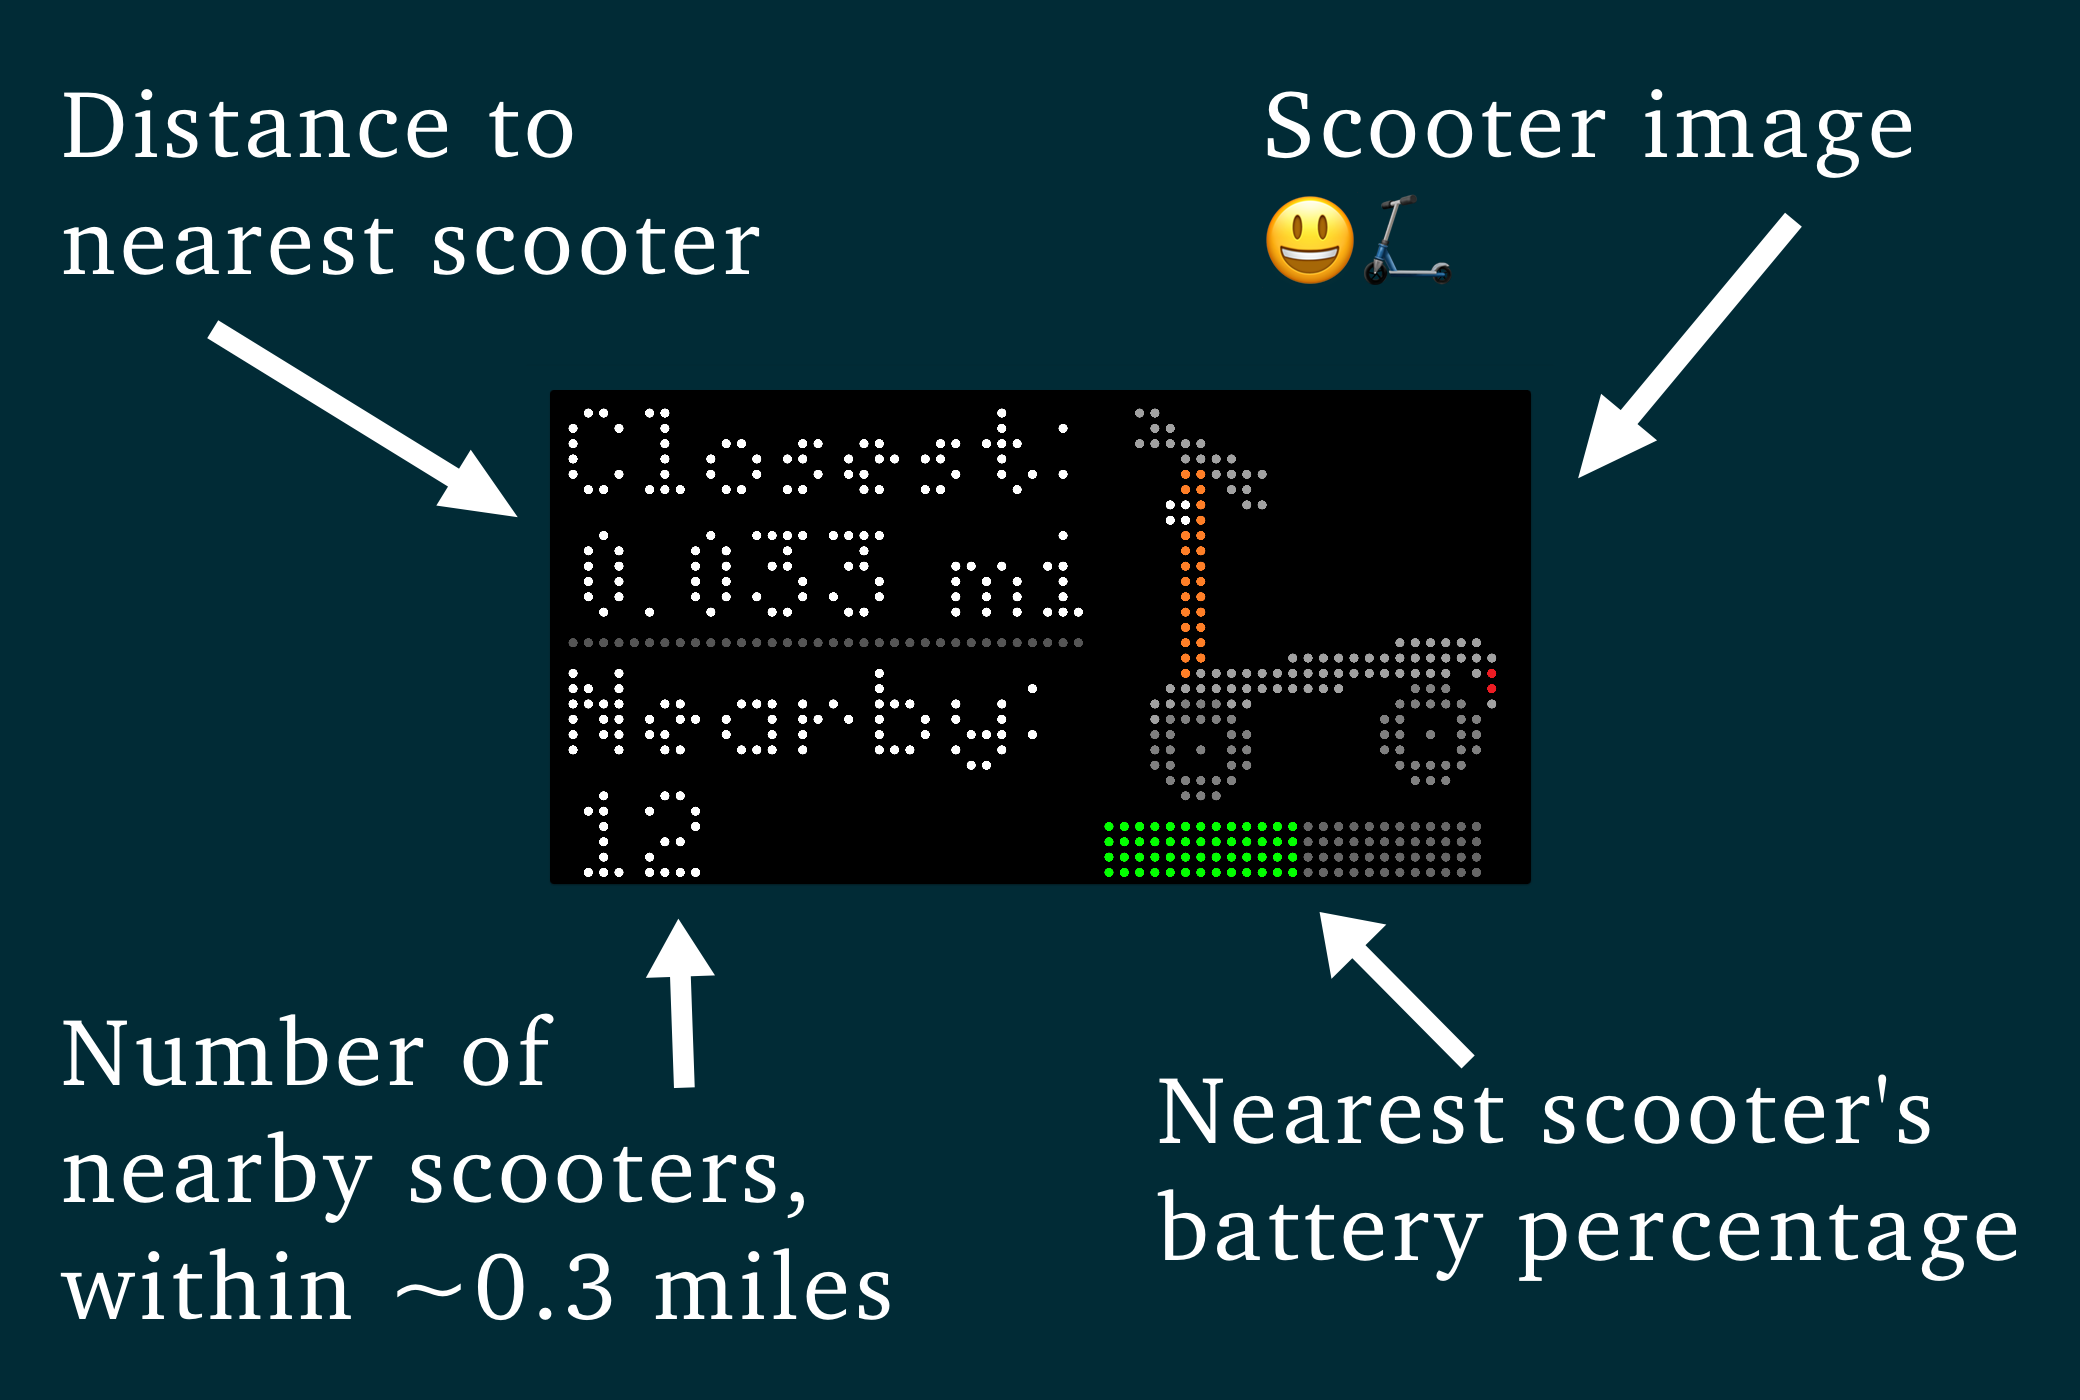 Distance to
nearest scooter
Scooter image
😃🛴
Closest:
0.033 mi
Nearby:
12
Number of
nearby scooters,
within ~0.3 miles
Nearest scooter's
battery percentage